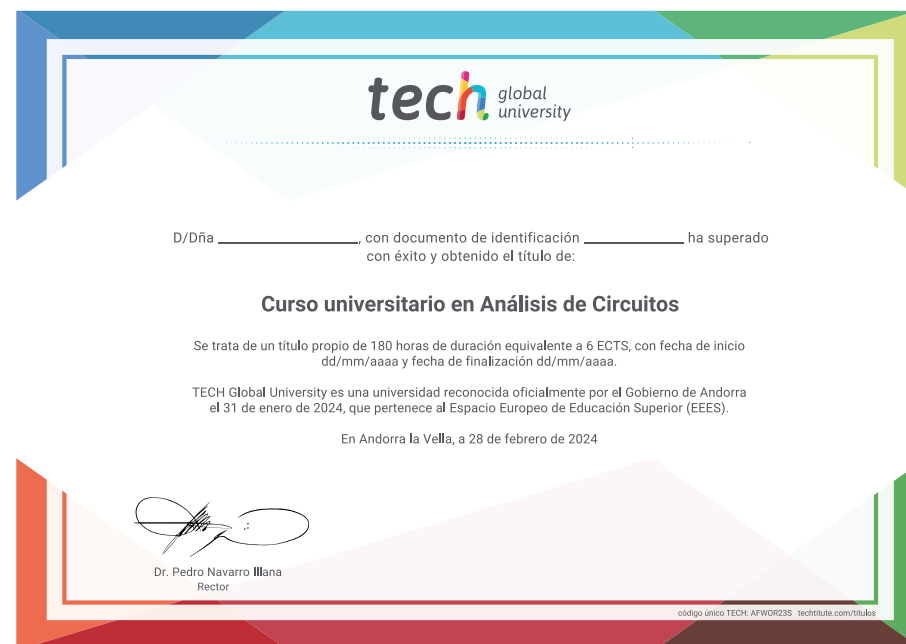 tech global university
D/Dña ____________________, con documento de identificación ______________ ha superado
con éxito y obtenido el título de:
Curso universitario en Análisis de Circuitos
Se trata de un título propio de 180 horas de duración equivalente a 6 ECTS, con fecha de inicio
dd/mm/aaaa y fecha de finalización dd/mm/aaaa.
TECH Global University es una universidad reconocida oficialmente por el Gobierno de Andorra
el 31 de enero de 2024, que pertenece al Espacio Europeo de Educación Superior (EEES).
En Andorra la Vella, a 28 de febrero de 2024
Dr. Pedro Navarro Illana
Rector
código único TECH: AFWOR23S techtitute.com/titulos